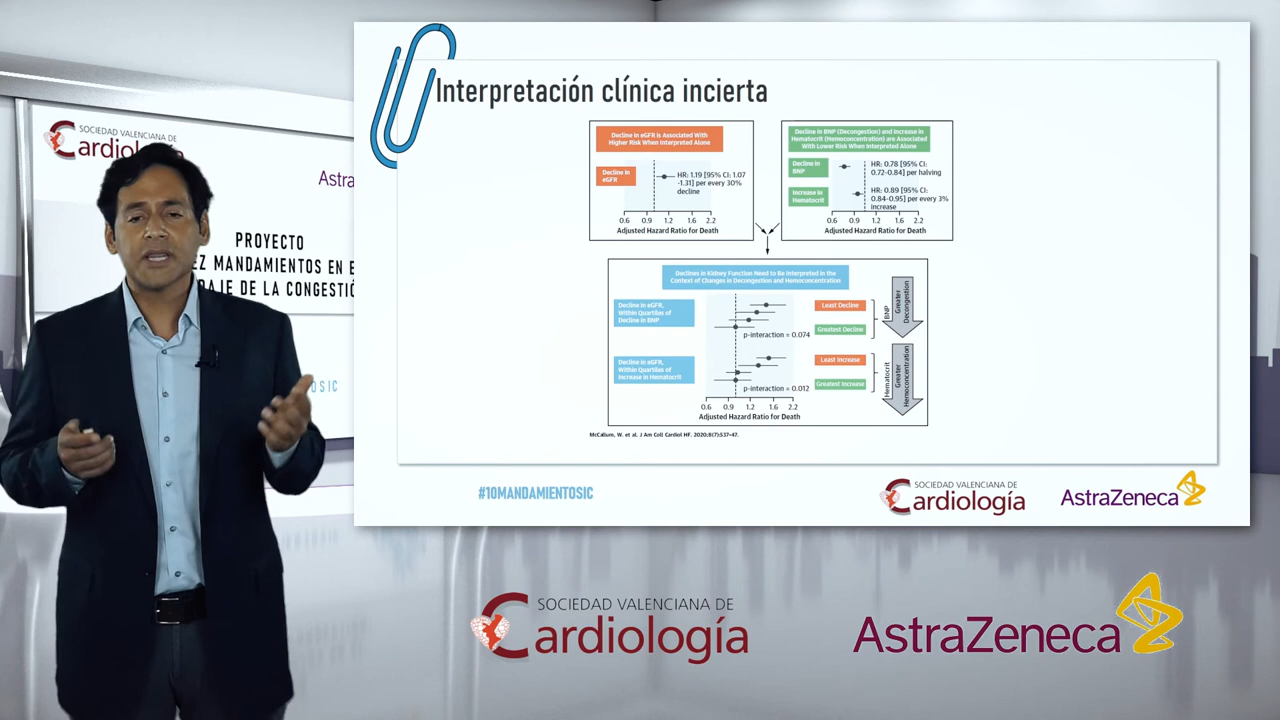 SOCIEDAD VALENCIANA DE
Cardiología
PROYECTO
EZ MANDAMIENTOS EN E
DAJE DE LA CONGESTIÓ
OSIC
Interpretación clínica incierta
Decline in eGFR is Associated With
Higher Risk When Interpreted Alone
Decline in
eGFR
HR: 1.19 [95% CI: 1.07
-1.31] per every 30%
decline
0.6 0.9 1.2 1.6 2.2
Adjusted Hazard Ratio for Death
Decline in BNP (Decongestion) and Increase in
Hematocrit (Hemoconcentration) are Associated
With Lower Risk When Interpreted Alone
Decline in
BNP
HR: 0.78 [95% CI:
0.72-0.84] per halving
Increase in
Hematocrit
HR: 0.89 [95% CI:
0.84-0.95] per every 3%
increase
0.6 0.9 1.2 1.6 2.2
Adjusted Hazard Ratio for Death
Declines in Kidney Function Need to Be Interpreted in the
Context of Changes in Decongestion and Hemoconcentration
Decline in eGFR,
Within Quartiles of
Decline in BNP
p-interaction = 0.074
Least Decline
Greatest Decline
BNP
Greater
Decongestion
Decline in eGFR,
Within Quartiles of
Increase in Hematocrit
p-interaction = 0.012
Least Increase
Greatest Increase
Hematocrit
Greater
Hemoconcentration
0.6 0.9 1.2 1.6 2.2
Adjusted Hazard Ratio for Death
McCallum, W. et al. J Am Coll Cardiol HF. 2020;8(7):537-47.
#10MANDAMIENTOSIC
SOCIEDAD VALENCIANA DE
Cardiología
AstraZeneca
SOCIEDAD VALENCIANA DE
Cardiología
AstraZeneca